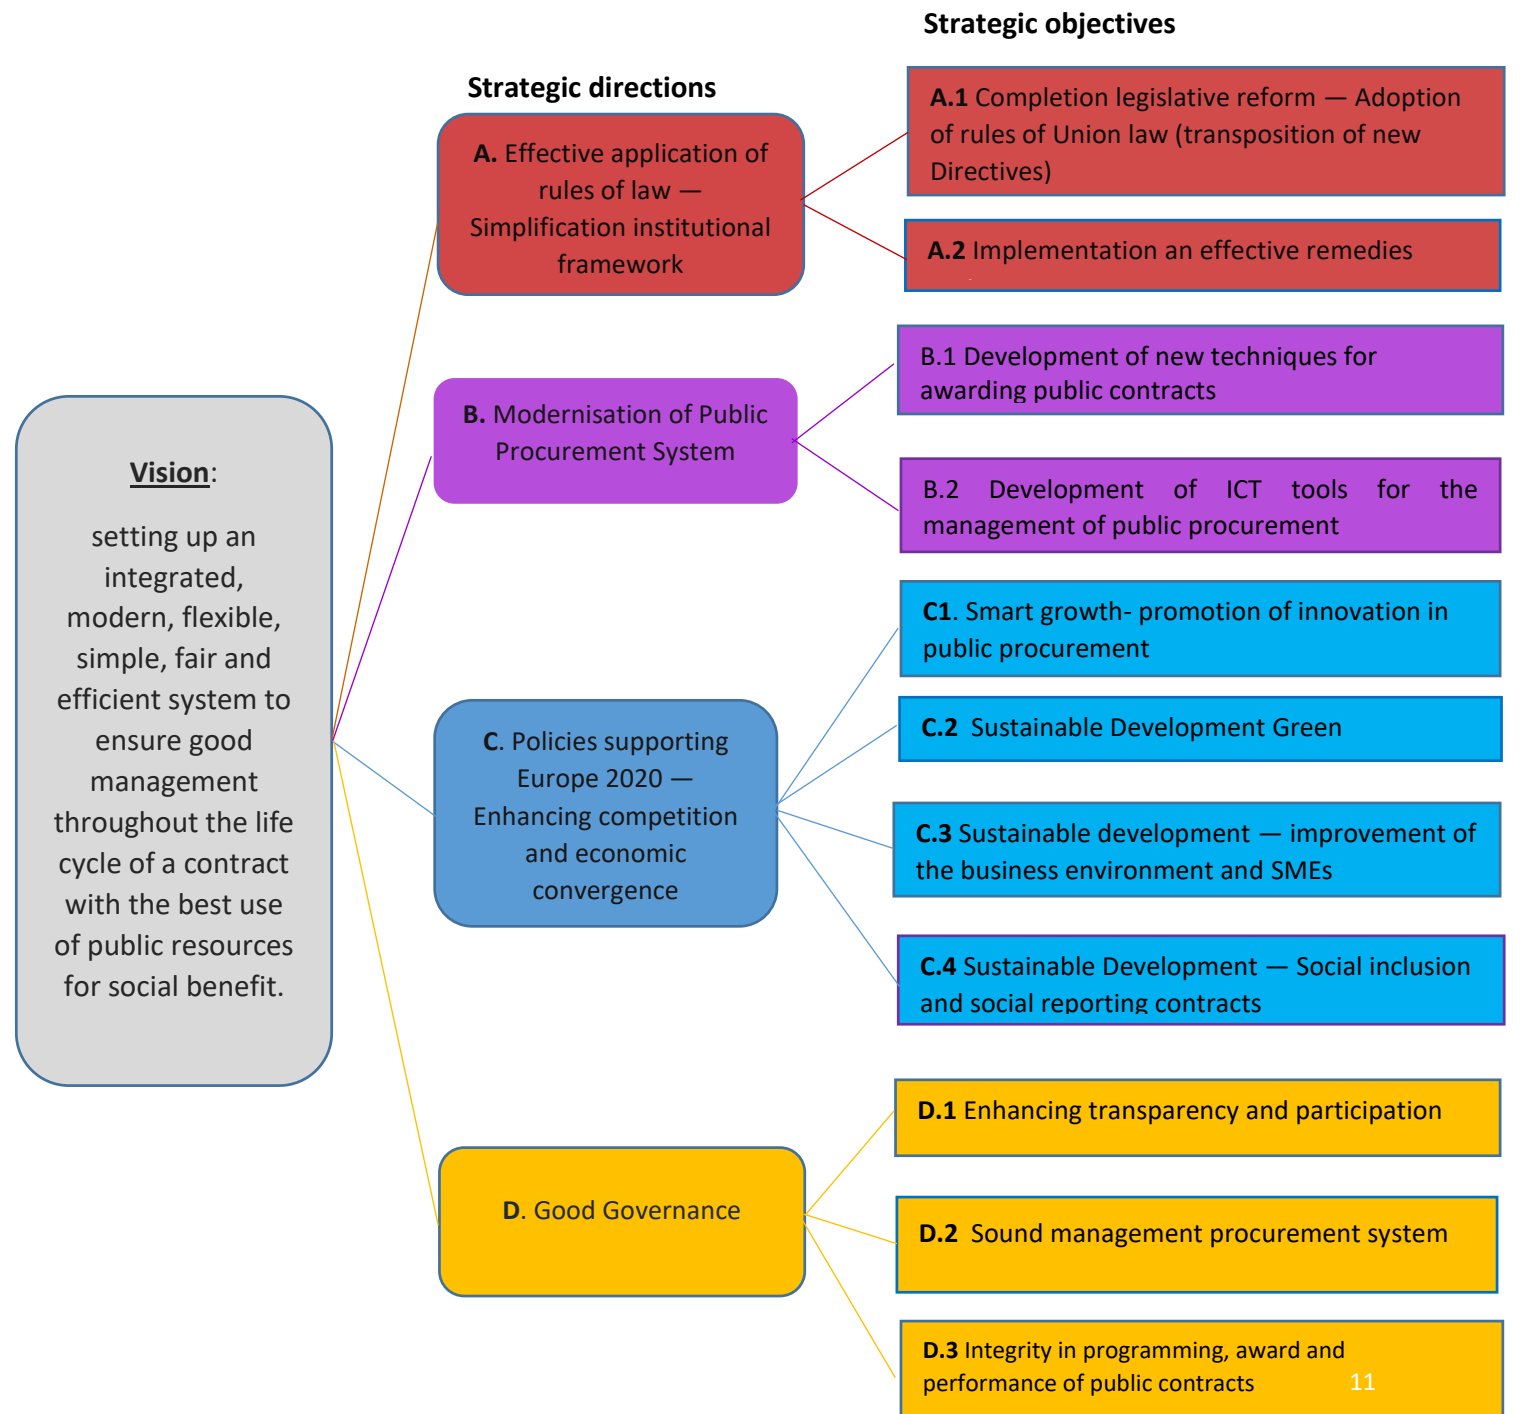 Strategic objectives
Strategic directions
Vision:
setting up an
integrated,
modern, flexible,
simple, fair and
efficient system to
ensure good
management
throughout the life
cycle of a contract
with the best use
of public resources
for social benefit.
A. Effective application of
rules of law —
Simplification institutional
framework
A.1 Completion legislative reform — Adoption
of rules of Union law (transposition of new
Directives)
A.2 Implementation an effective remedies
B. Modernisation of Public
Procurement System
B.1 Development of new techniques for
awarding public contracts
B.2 Development of ICT tools for the
management of public procurement
C. Policies supporting
Europe 2020 —
Enhancing competition
and economic
convergence
C1. Smart growth- promotion of innovation in
public procurement
C.2 Sustainable Development Green
C.3 Sustainable development — improvement of
the business environment and SMEs
C.4 Sustainable Development — Social inclusion
and social reporting contracts
D. Good Governance
D.1 Enhancing transparency and participation
D.2 Sound management procurement system
D.3 Integrity in programming, award and
performance of public contracts
11